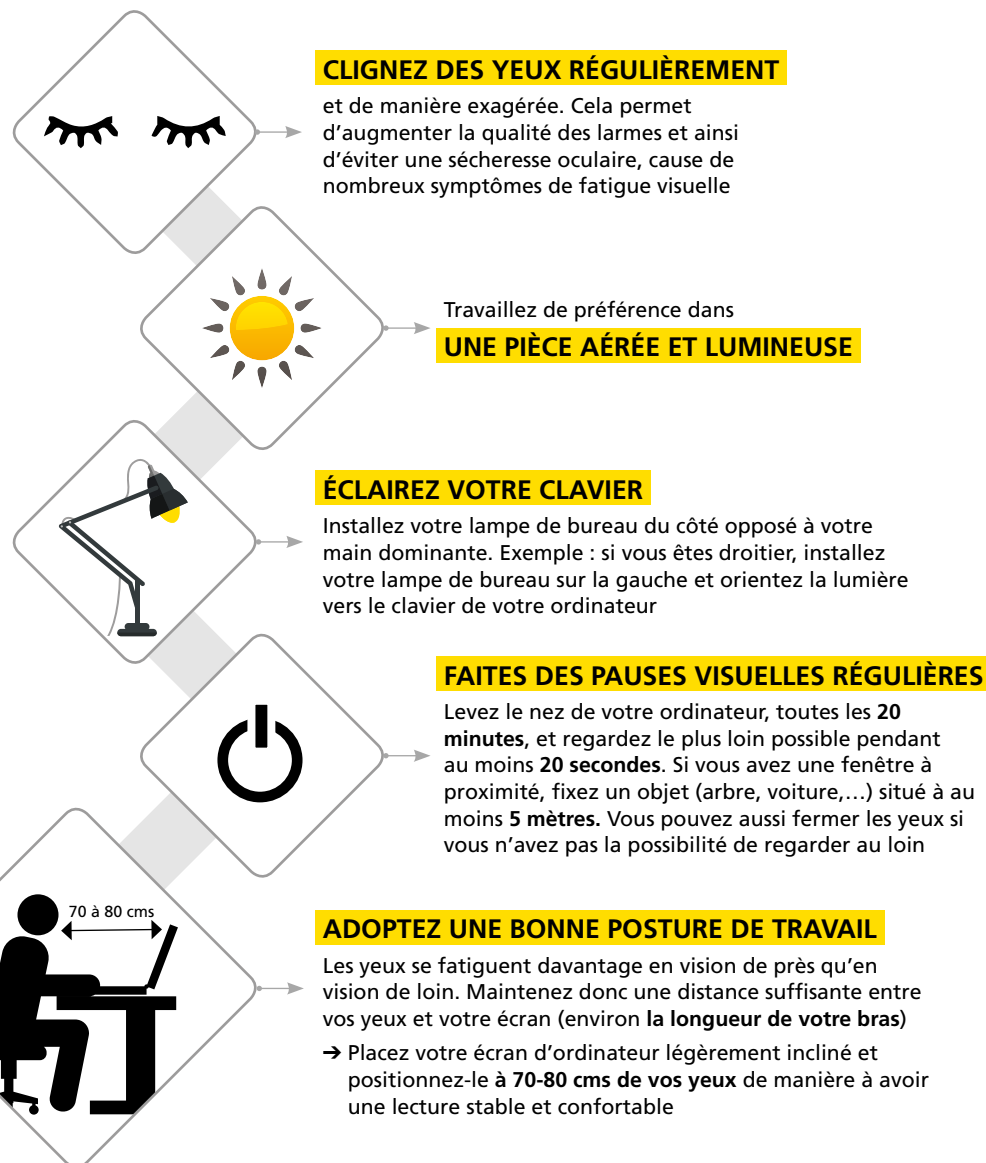 CLIGNEZ DES YEUX RÉGULIÈREMENT
et de manière exagérée. Cela permet
d'augmenter la qualité des larmes et ainsi
d'éviter une sécheresse oculaire, cause de
nombreux symptômes de fatigue visuelle
Travaillez de préférence dans
UNE PIÈCE AÉRÉE ET LUMINEUSE
ÉCLAIREZ VOTRE CLAVIER
Installez votre lampe de bureau du côté opposé à votre
main dominante. Exemple : si vous êtes droitier, installez
votre lampe de bureau sur la gauche et orientez la lumière
vers le clavier de votre ordinateur
FAITES DES PAUSES VISUELLES RÉGULIÈRES
Levez le nez de votre ordinateur, toutes les 20
minutes, et regardez le plus loin possible pendant
au moins 20 secondes. Si vous avez une fenêtre à
proximité, fixez un objet (arbre, voiture,…) situé à au
moins 5 mètres. Vous pouvez aussi fermer les yeux si
vous n'avez pas la possibilité de regarder au loin
70 à 80 cms
ADOPTEZ UNE BONNE POSTURE DE TRAVAIL
Les yeux se fatiguent davantage en vision de près qu'en
vision de loin. Maintenez donc une distance suffisante entre
vos yeux et votre écran (environ la longueur de votre bras)
➔ Placez votre écran d'ordinateur légèrement incliné et
positionnez-le à 70-80 cms de vos yeux de manière à avoir
une lecture stable et confortable